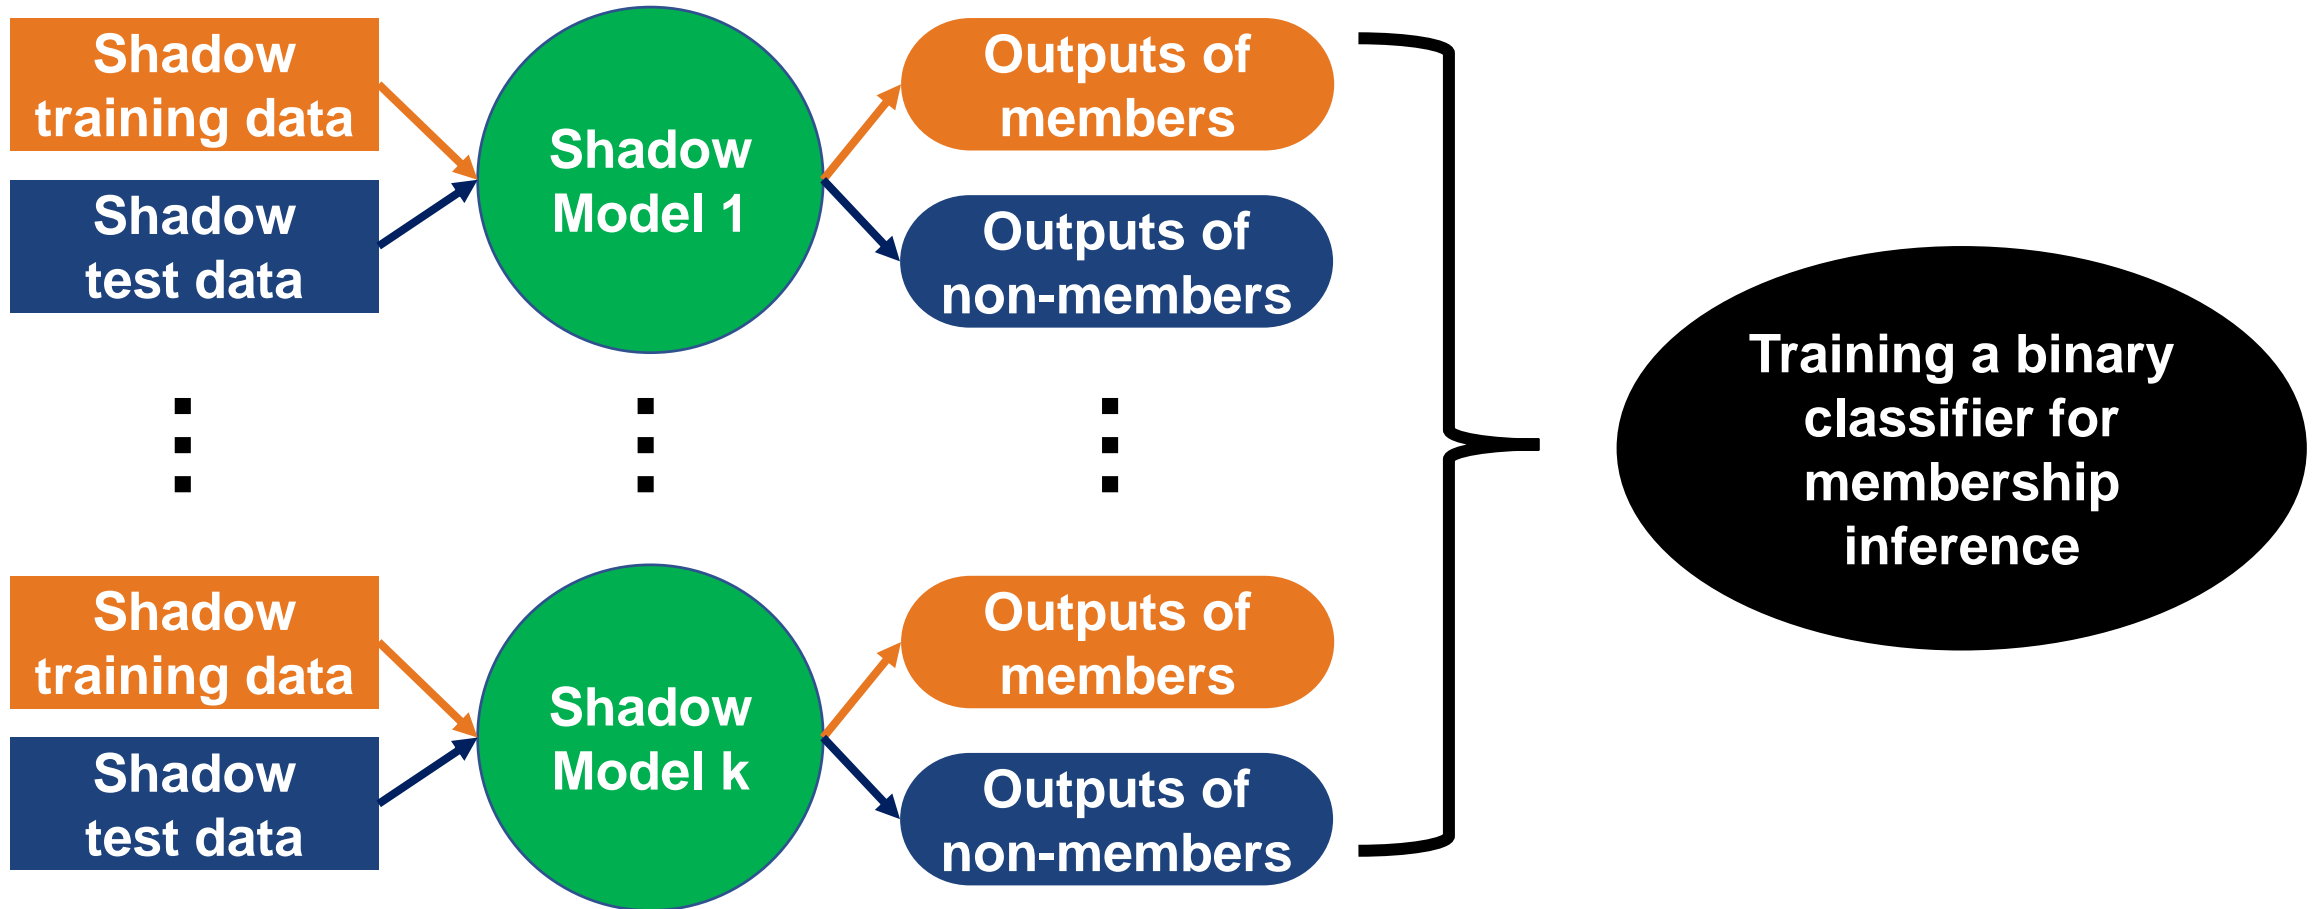 Shadow
training data
Shadow
test data
Shadow
Model 1
Outputs of
members
Outputs of
non-members
Shadow
training data
Shadow
test data
Shadow
Model k
Outputs of
members
Outputs of
non-members
Training a binary
classifier for
membership
inference